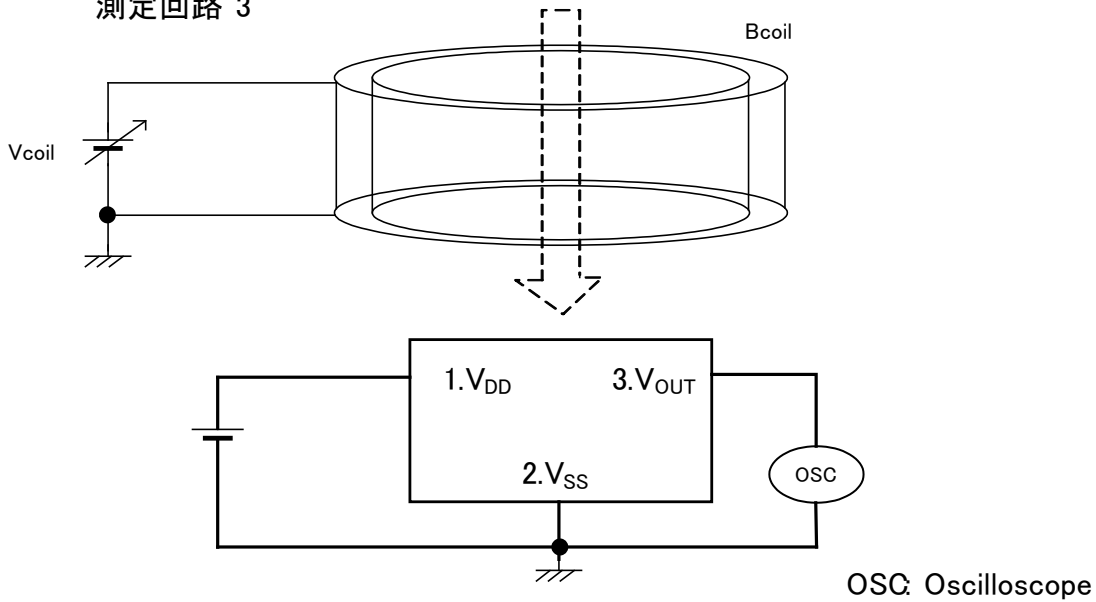 測定回路 3
Bcoil
Vcoil
1.VDD
3.VOUT
2.VSS
OSC
OSC: Oscilloscope